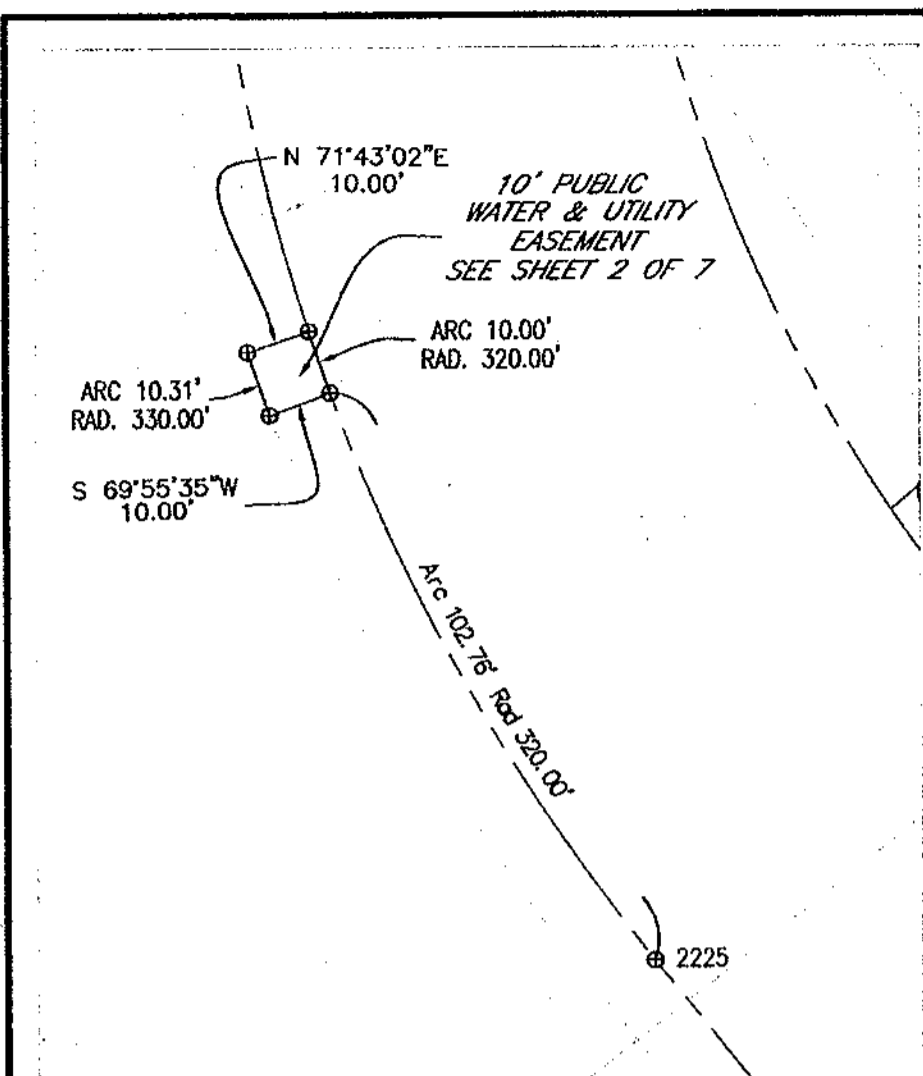 N 71°43'02"E
10.00'
10' PUBLIC
WATER & UTILITY
EASEMENT
SEE SHEET 2 OF 7
ARC 10.00'
RAD. 320.00'
ARC 10.31'
RAD. 330.00'
S 69°55'35"W
10.00'
Arc 102.76' Rad 320.00'
2225